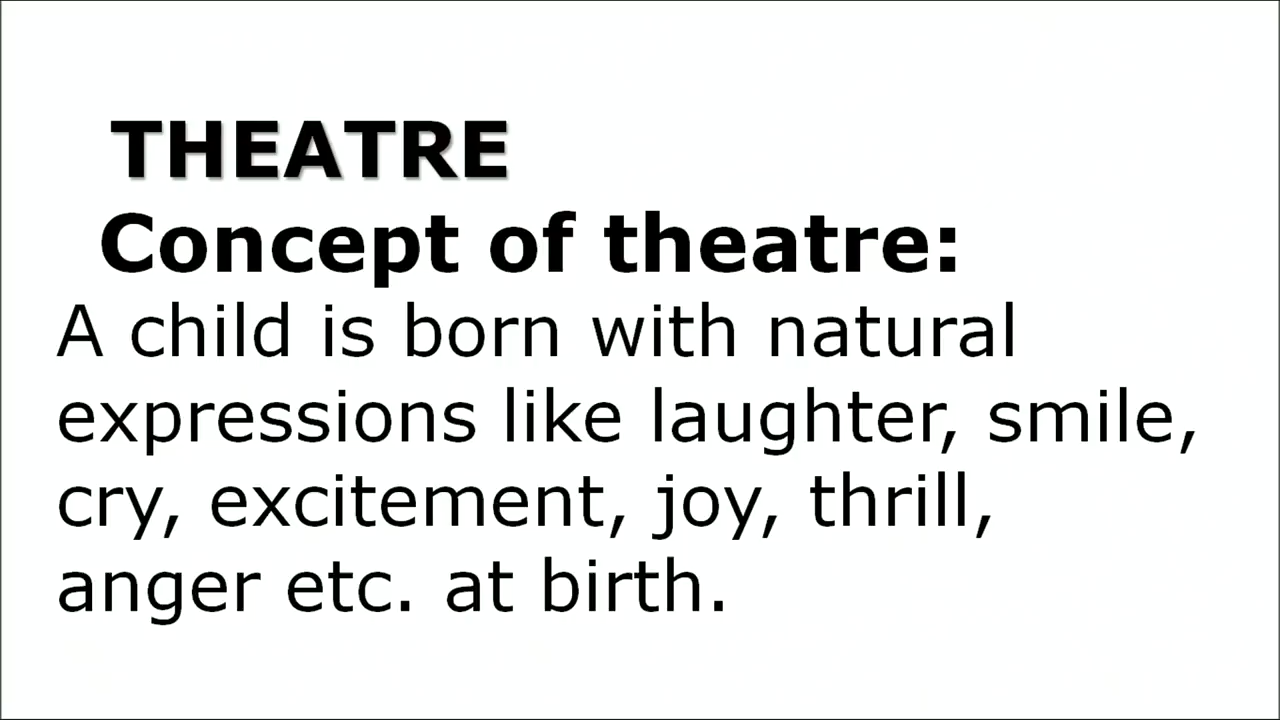 THEATRE
Concept of theatre:
A child is born with natural
expressions like laughter, smile,
cry, excitement, joy, thrill,
anger etc. at birth.